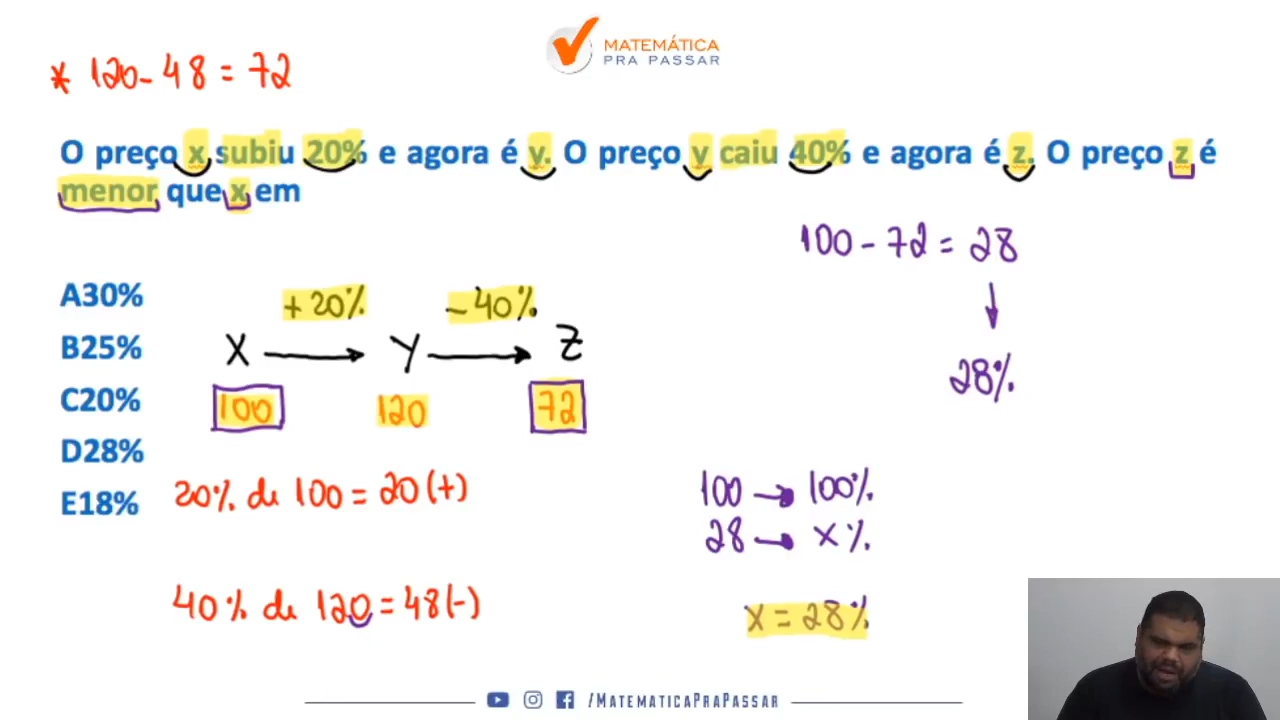 MATEMÁTICA
PRA PASSAR
* 120 - 48 = 72
O preço x subiu 20% e agora é y. O preço y caiu 40% e agora é z. O preço z é
menor que x em
100 - 72 = 28
28%
A30%
B25%
C20%
D28%
E18%
+ 20% - 40%
X Y Z
100 120 72
20% de 100 = 20 (+)
40% de 120 = 48 (-)
100 → 100%
28 → x %
x = 28%
/MATEMATICAPRAPASSAR